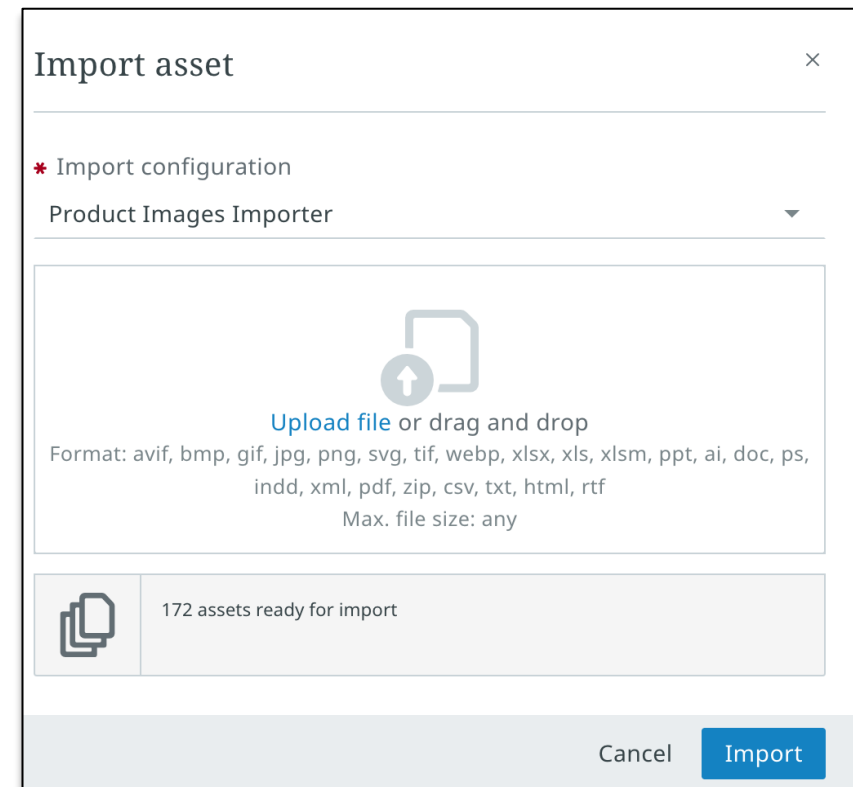 Import asset
* Import configuration
Product Images Importer
Upload file or drag and drop
Format: avif, bmp, gif, jpg, png, svg, tif, webp, xlsx, xls, xlsm, ppt, ai, doc, ps,
indd, xml, pdf, zip, csv, txt, html, rtf
Max. file size: any
172 assets ready for import
Cancel Import